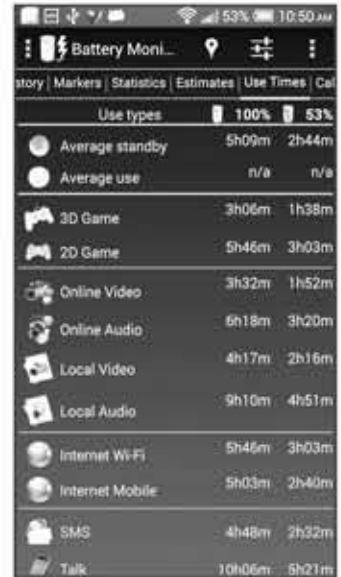 53% 10:50 AM
Battery Moni...
story Markers Statistics Estimates Use Times Cal
Use types 100% 53%
Average standby 5h09m 2h44m
Average use n/a n/a
3D Game 3h06m 1h38m
2D Game 5h46m 3h03m
Online Video 3h32m 1h52m
Online Audio 6h18m 3h20m
Local Video 4h17m 2h16m
Local Audio 9h10m 4h51m
Internet Wi-Fi 5h46m 3h03m
Internet Mobile 5h03m 2h40m
SMS 4h48m 2h32m
Talk 10h06m 5h21m